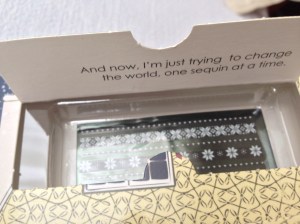 And now, I'm just trying to change
the world, one sequin at a time.